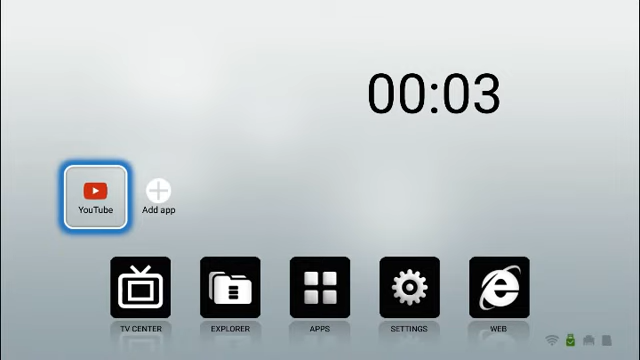 00:03
YouTube
Add app
TV CENTER
EXPLORER
APPS
SETTINGS
WEB